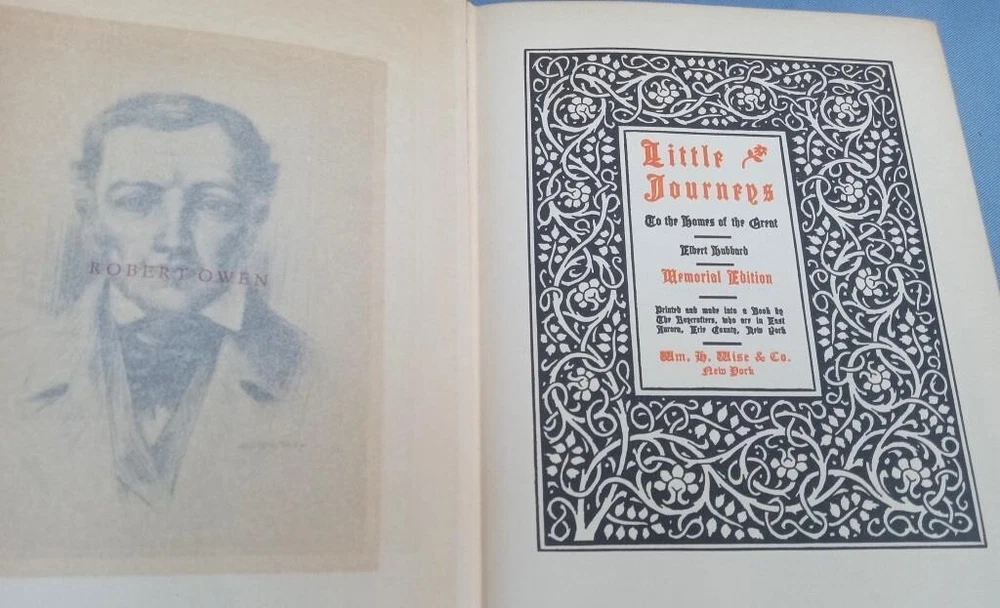 ROBERT OWEN
Little
Journeys
To the Homes of the Great
Elbert Hubbard
Memorial Edition
Printed and made into a Book by
The Roycrofters, who are in East
Aurora, Erie County, New York
Wm. H. Wise & Co.
New York